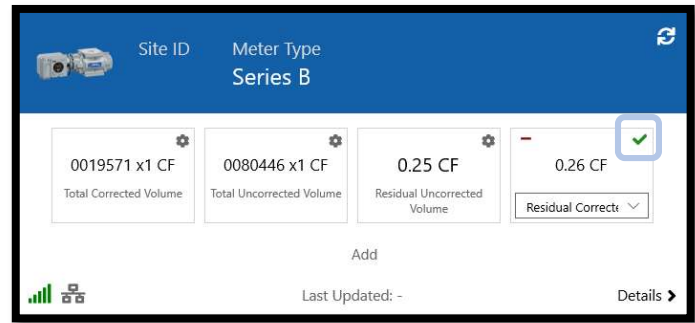 Site ID
Meter Type
Series B
0019571 x1 CF
Total Corrected Volume
0080446 x1 CF
Total Uncorrected Volume
0.25 CF
Residual Uncorrected
Volume
0.26 CF
Residual Correcte
Add
Last Updated: -
Details